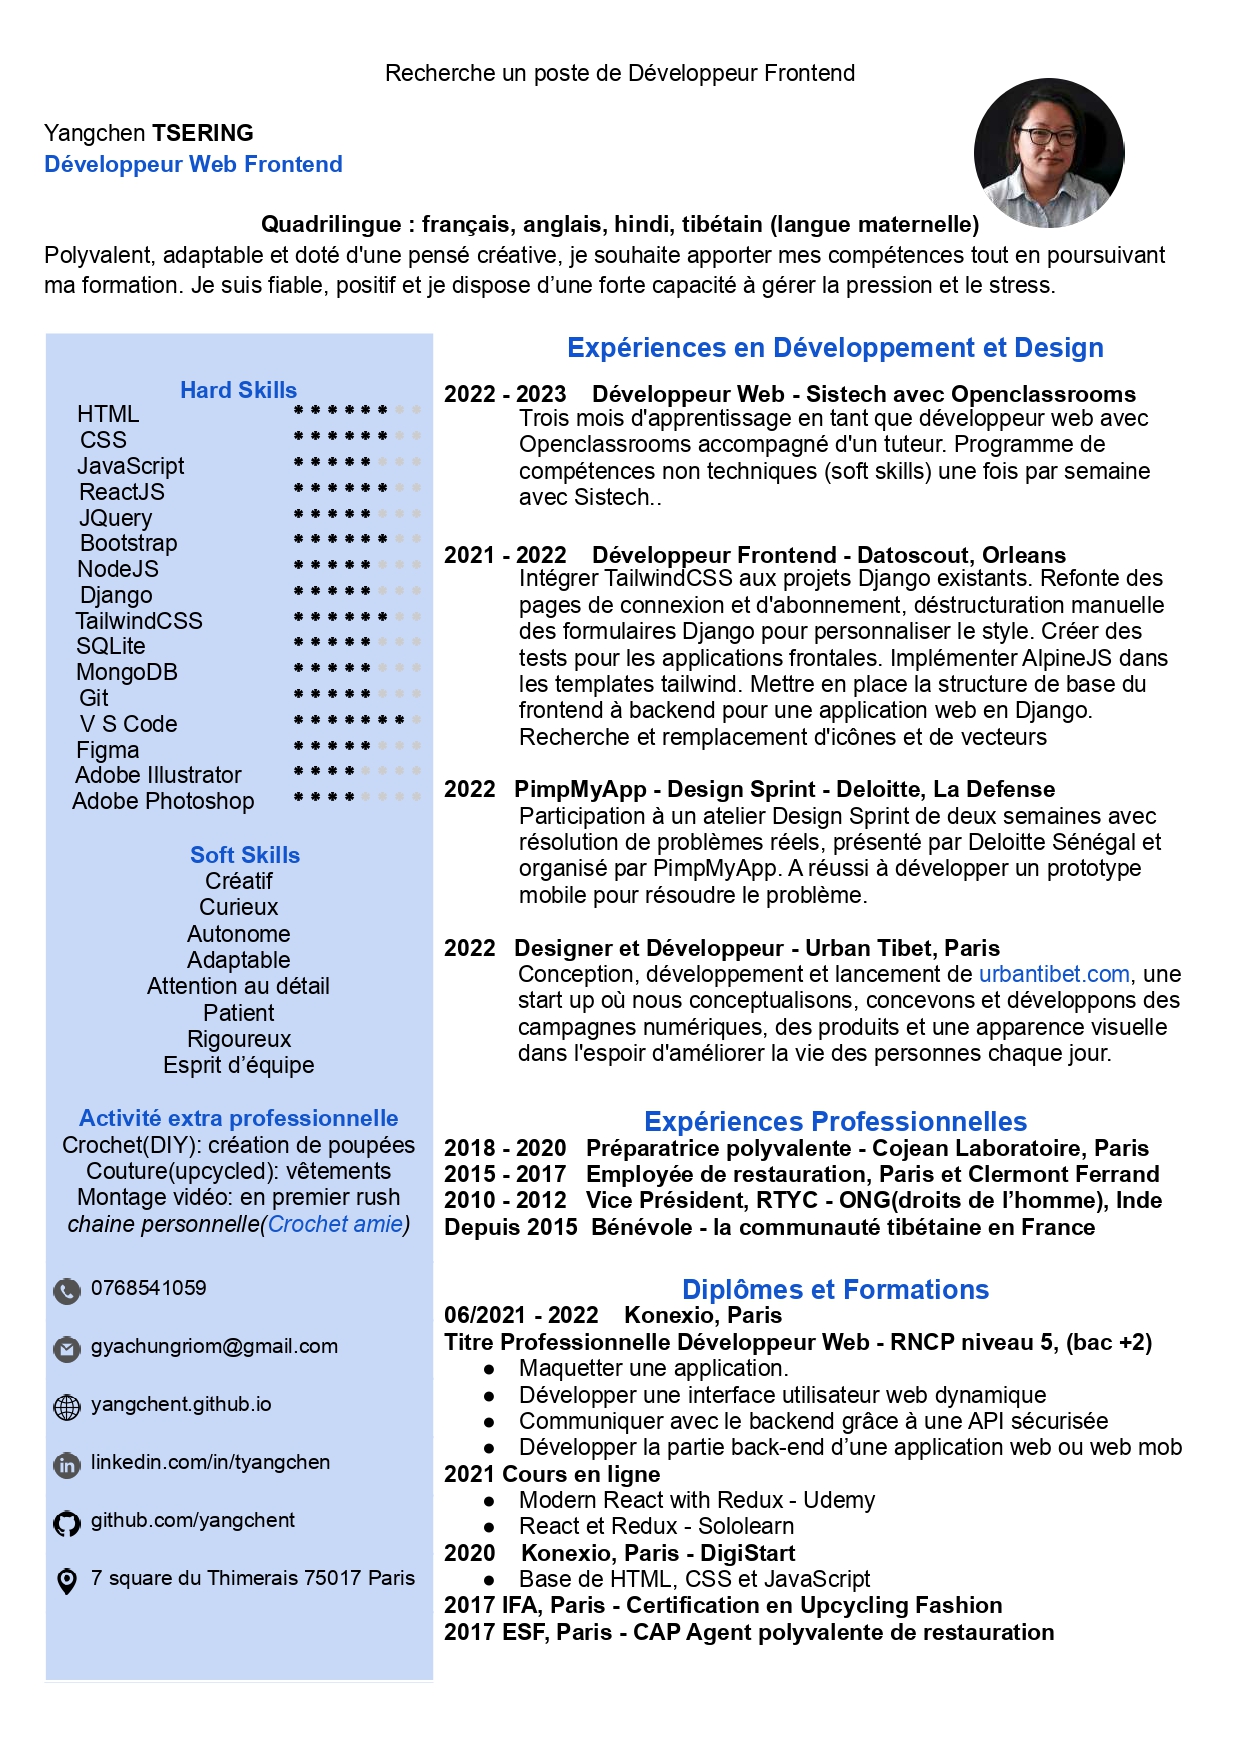 Recherche un poste de Développeur Frontend
Yangchen TSERING
Développeur Web Frontend
Quadrilingue : français, anglais, hindi, tibétain (langue maternelle)
Polyvalent, adaptable et doté d'une pensé créative, je souhaite apporter mes compétences tout en poursuivant
ma formation. Je suis fiable, positif et je dispose d’une forte capacité à gérer la pression et le stress.
Hard Skills
HTML
CSS
JavaScript
ReactJS
JQuery
Bootstrap
NodeJS
Django
TailwindCSS
SQLite
MongoDB
Git
V S Code
Figma
Adobe Illustrator
Adobe Photoshop
Soft Skills
Créatif
Curieux
Autonome
Adaptable
Attention au détail
Patient
Rigoureux
Esprit d’équipe
Activité extra professionnelle
Crochet(DIY): création de poupées
Couture(upcycled): vêtements
Montage vidéo: en premier rush
chaine personnelle(Crochet amie)
0768541059
gyachungriom@gmail.com
yangchent.github.io
linkedin.com/in/tyangchen
github.com/yangchent
7 square du Thimerais 75017 Paris
Expériences en Développement et Design
2022 - 2023 Développeur Web - Sistech avec Openclassrooms
Trois mois d'apprentissage en tant que développeur web avec
Openclassrooms accompagné d'un tuteur. Programme de
compétences non techniques (soft skills) une fois par semaine
avec Sistech..
2021 - 2022 Développeur Frontend - Datoscout, Orleans
Intégrer TailwindCSS aux projets Django existants. Refonte des
pages de connexion et d'abonnement, déstructuration manuelle
des formulaires Django pour personnaliser le style. Créer des
tests pour les applications frontales. Implémenter AlpineJS dans
les templates tailwind. Mettre en place la structure de base du
frontend à backend pour une application web en Django.
Recherche et remplacement d'icônes et de vecteurs
2022 PimpMyApp - Design Sprint - Deloitte, La Defense
Participation à un atelier Design Sprint de deux semaines avec
résolution de problèmes réels, présenté par Deloitte Sénégal et
organisé par PimpMyApp. A réussi à développer un prototype
mobile pour résoudre le problème.
2022 Designer et Développeur - Urban Tibet, Paris
Conception, développement et lancement de urbantibet.com, une
start up où nous conceptualisons, concevons et développons des
campagnes numériques, des produits et une apparence visuelle
dans l'espoir d'améliorer la vie des personnes chaque jour.
Expériences Professionnelles
2018 - 2020 Préparatrice polyvalente - Cojean Laboratoire, Paris
2015 - 2017 Employée de restauration, Paris et Clermont Ferrand
2010 - 2012 Vice Président, RTYC - ONG(droits de l’homme), Inde
Depuis 2015 Bénévole - la communauté tibétaine en France
Diplômes et Formations
06/2021 - 2022 Konexio, Paris
Titre Professionnelle Développeur Web - RNCP niveau 5, (bac +2)
● Maquetter une application.
● Développer une interface utilisateur web dynamique
● Communiquer avec le backend grâce à une API sécurisée
● Développer la partie back-end d’une application web ou web mob
2021 Cours en ligne
● Modern React with Redux - Udemy
● React et Redux - Sololearn
2020 Konexio, Paris - DigiStart
● Base de HTML, CSS et JavaScript
2017 IFA, Paris - Certification en Upcycling Fashion
2017 ESF, Paris - CAP Agent polyvalente de restauration